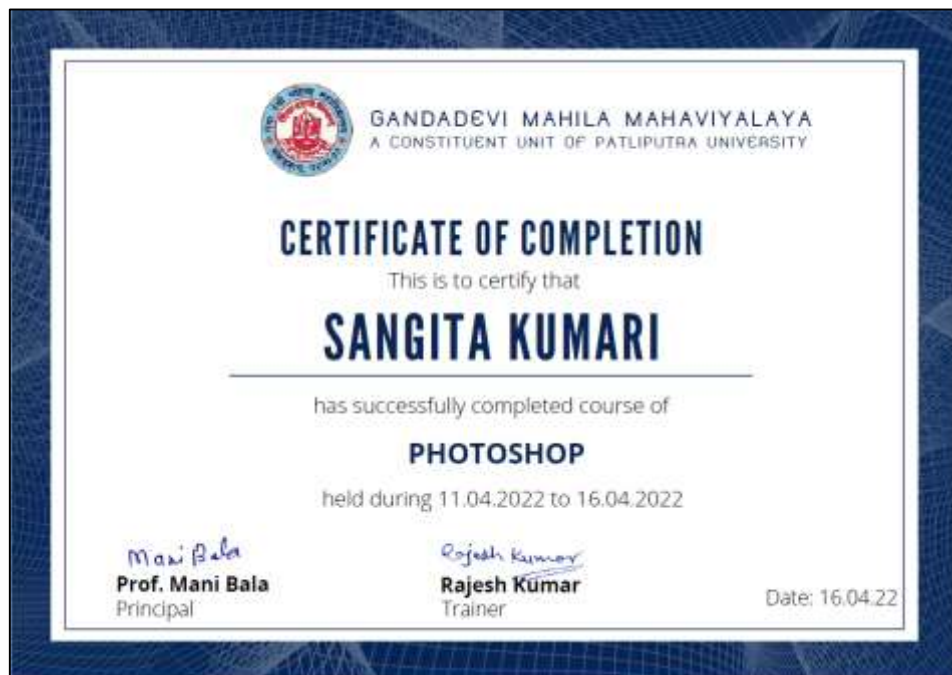 GANDADEVI MAHILA MAHAVIYALAYA
A CONSTITUENT UNIT OF PATLIPUTRA UNIVERSITY
CERTIFICATE OF COMPLETION
This is to certify that
SANGITA KUMARI
has successfully completed course of
PHOTOSHOP
held during 11.04.2022 to 16.04.2022
Mani Bala
Rajesh Kumar
Prof. Mani Bala
Rajesh Kumar
Principal
Trainer
Date: 16.04.22